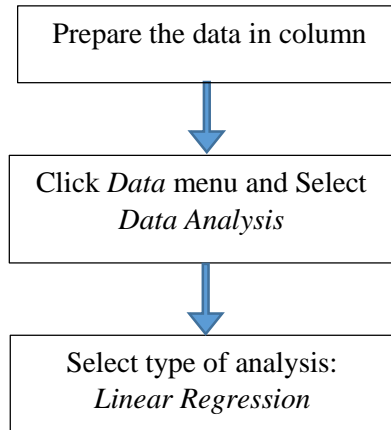 Prepare the data in column
Click Data menu and Select
Data Analysis
Select type of analysis:
Linear Regression